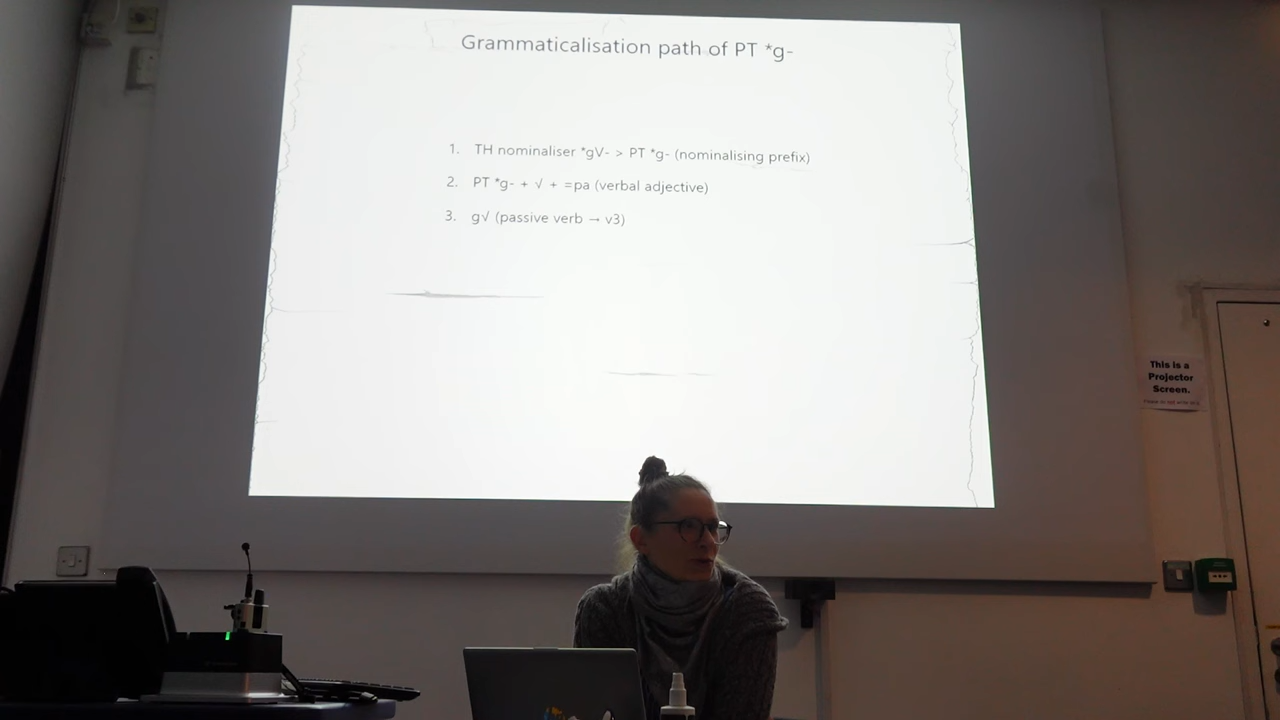 Grammaticalisation path of PT *g-
1. TH nominaliser *gV- > PT *g- (nominalising prefix)
2. PT *g- + √ + =pa (verbal adjective)
3. g√ (passive verb → v3)
This is a
Projector
Screen.